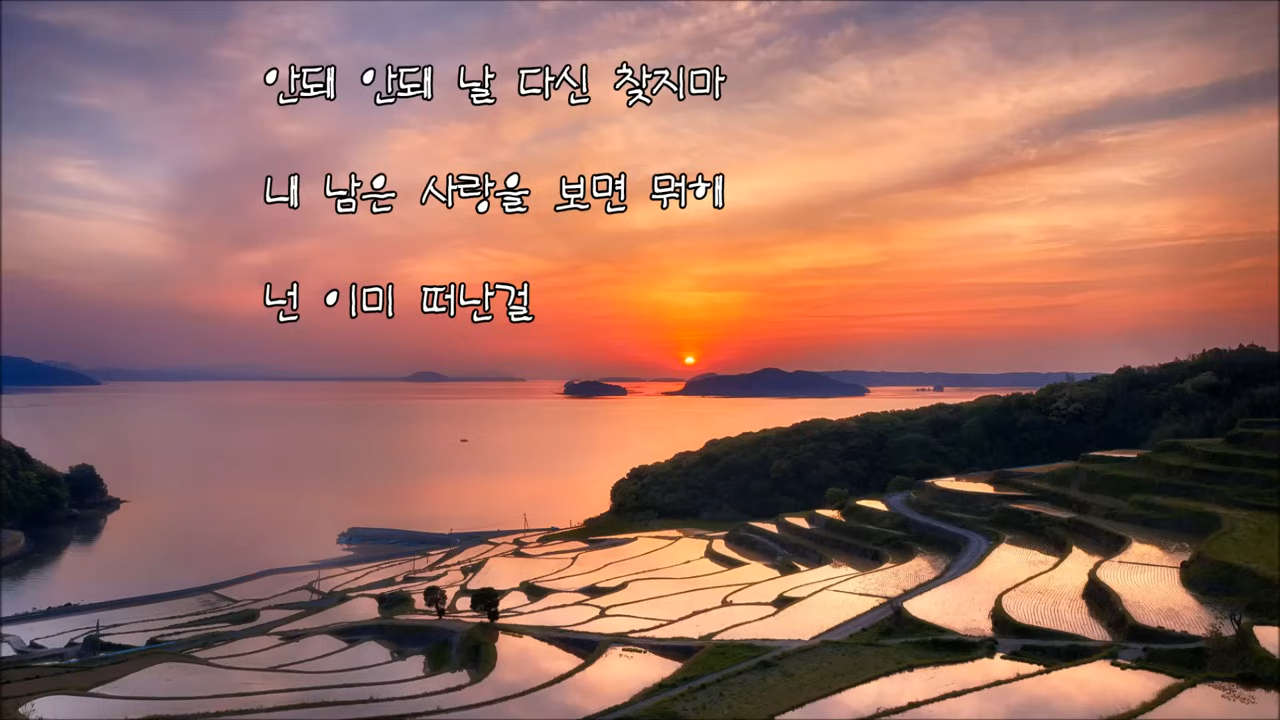 안돼 안돼 날 다신 찾지마
내 남은 사랑을 보면 뭐해
넌 이미 떠난걸